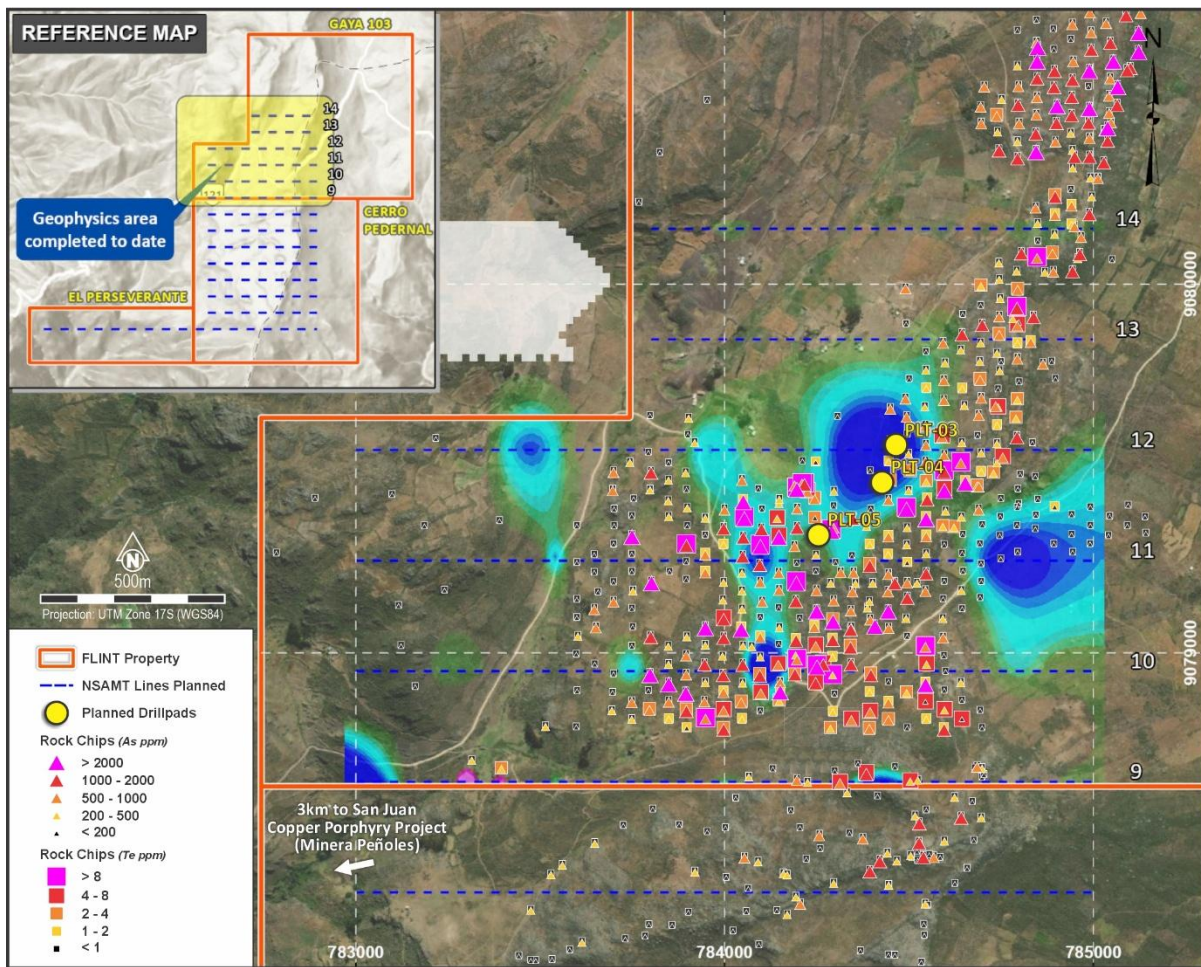 REFERENCE MAP
GAYA 103
14
13
12
11
10
9
131
Geophysics area
completed to date
CERRO
PEDERNAL
EL PERSEVERANTE
N
14
9080000
13
12
PLT-03
PLT-04
PLT-05
11
N
500m
Projection: UTM Zone 17S (WGS84)
9079000
10
9
FLINT Property
NSAMT Lines Planned
Planned Drillpads
Rock Chips (As ppm)
> 2000
1000 - 2000
500 - 1000
200 - 500
< 200
Rock Chips (Te ppm)
> 8
4 - 8
2 - 4
1 - 2
< 1
3km to San Juan
Copper Porphyry Project
(Minera Peñoles)
783000
784000
785000